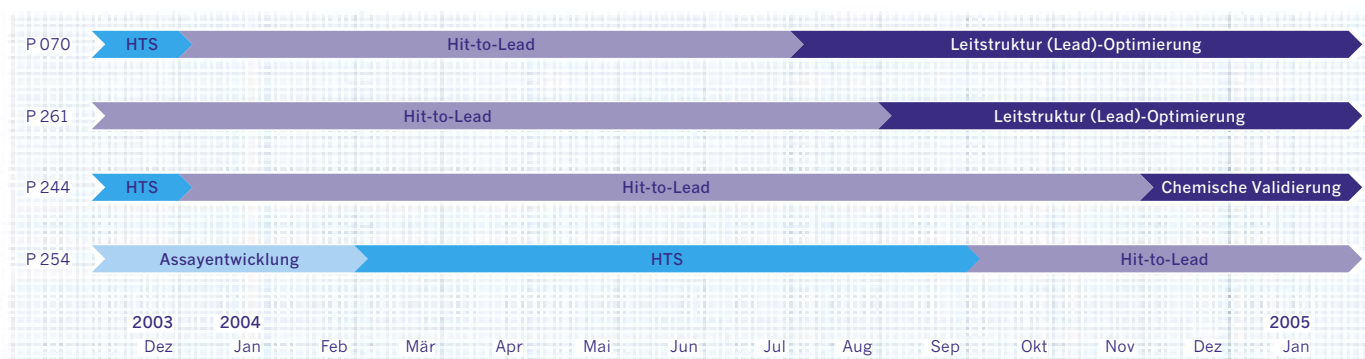 P 070 HTS Hit-to-Lead Leitstruktur (Lead)-Optimierung
P 261 Hit-to-Lead Leitstruktur (Lead)-Optimierung
P 244 HTS Hit-to-Lead Chemische Validierung
P 254 Assayentwicklung HTS Hit-to-Lead
2003 2004 2005
Dez Jan Feb Mär Apr Mai Jun Jul Aug Sep Okt Nov Dez Jan